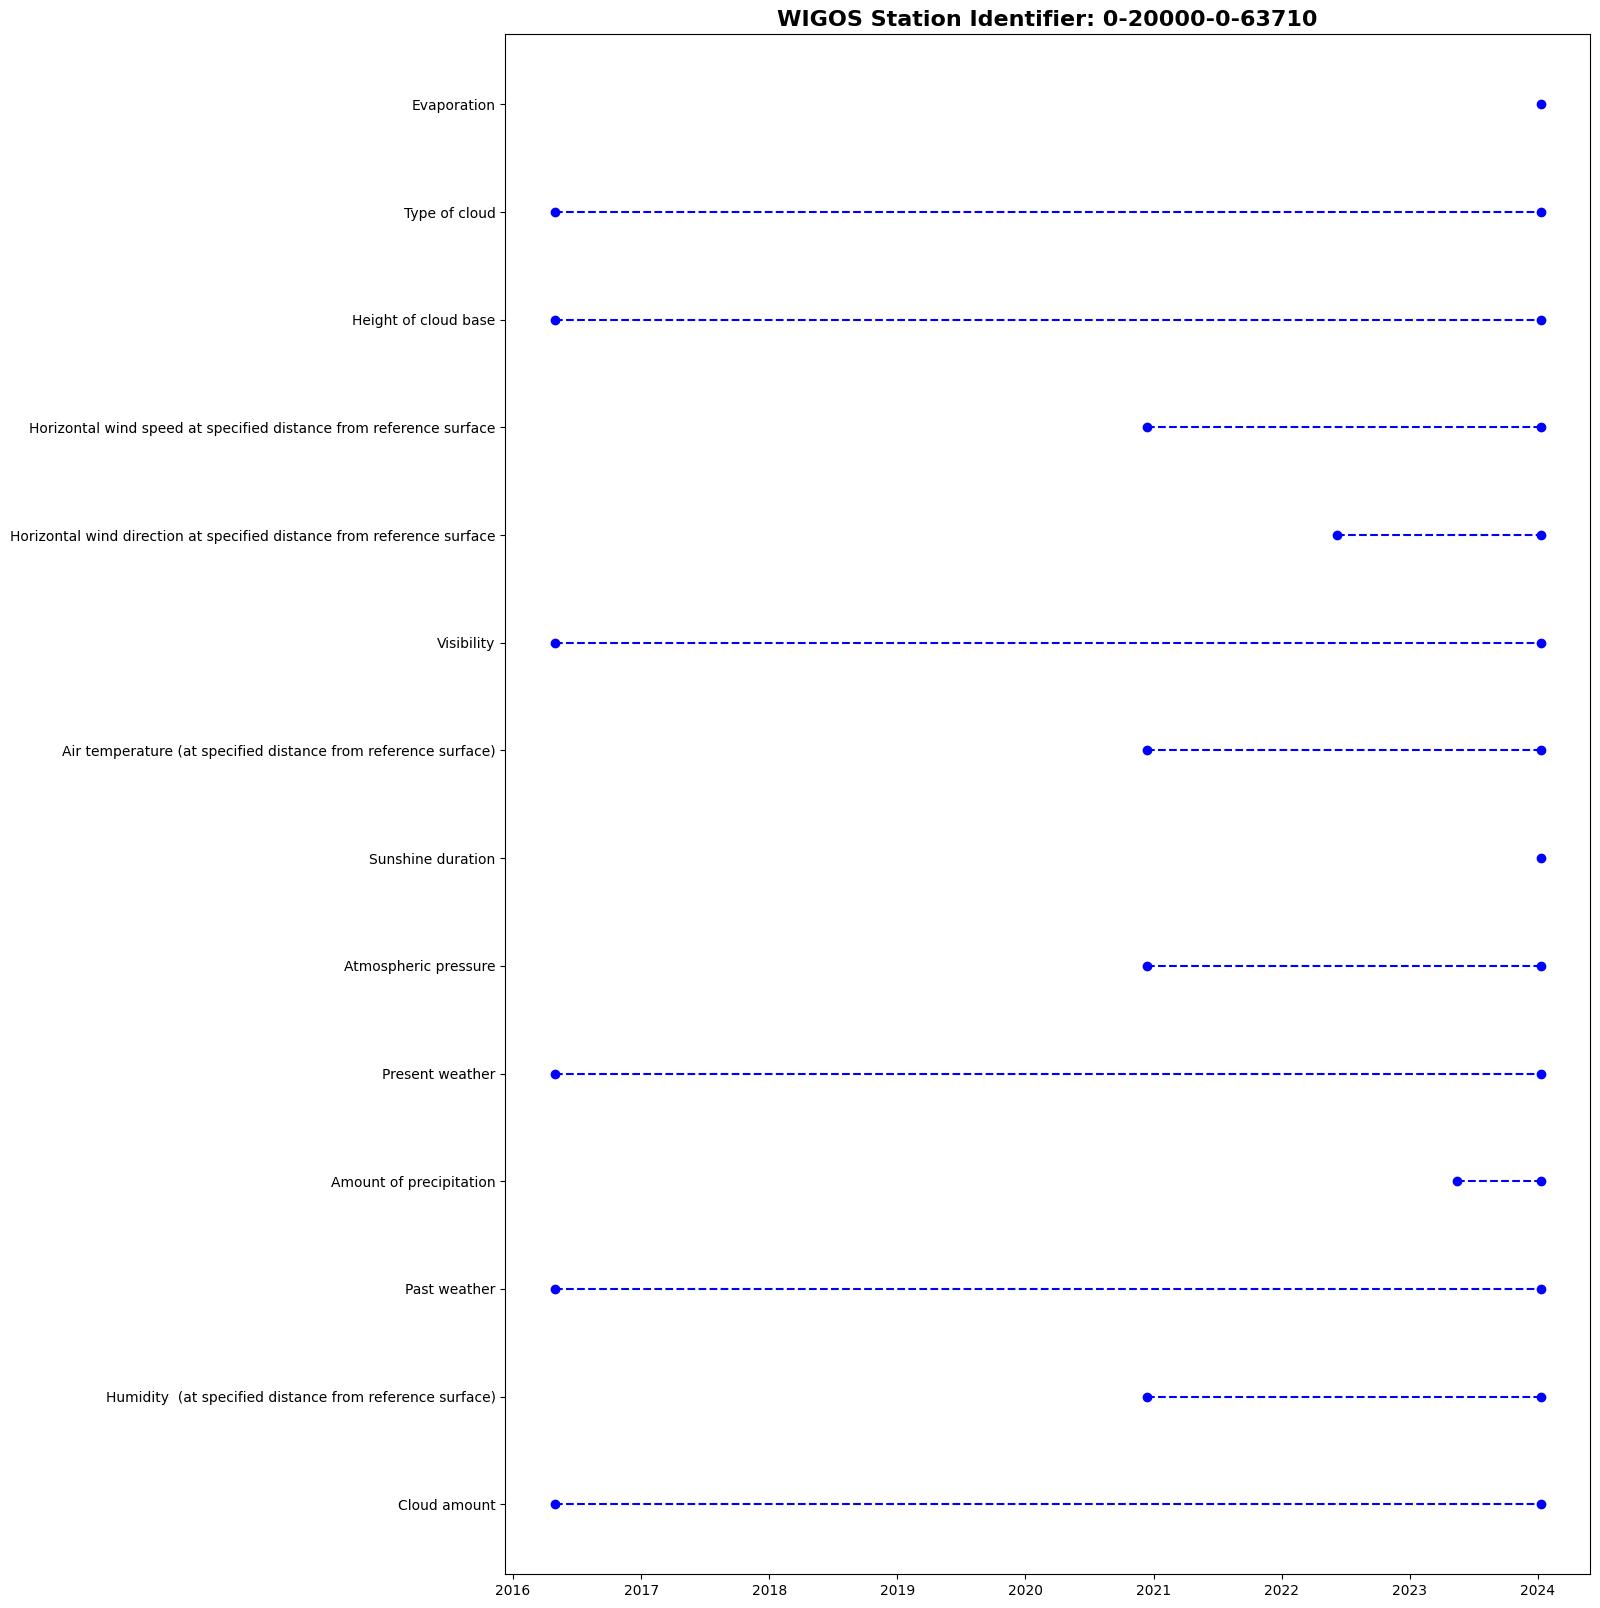 WIGOS Station Identifier: 0-20000-0-63710
Evaporation
Type of cloud
Height of cloud base
Horizontal wind speed at specified distance from reference surface
Horizontal wind direction at specified distance from reference surface
Visibility
Air temperature (at specified distance from reference surface)
Sunshine duration
Atmospheric pressure
Present weather
Amount of precipitation
Past weather
Humidity  (at specified distance from reference surface)
Cloud amount
2016 2017 2018 2019 2020 2021 2022 2023 2024